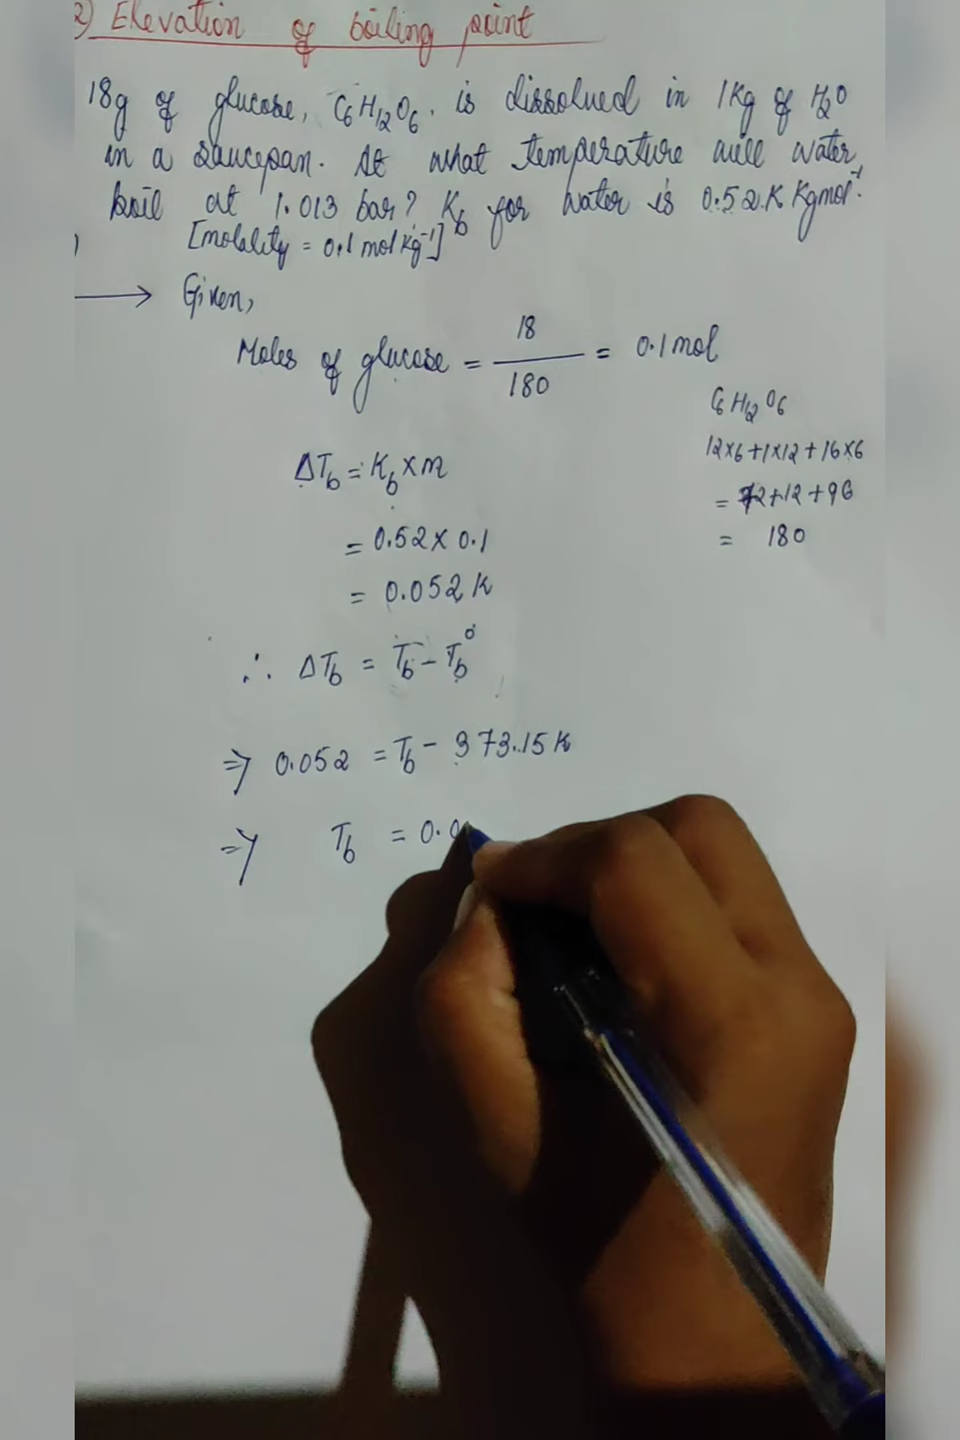 2) Elevation of boiling point
18g of glucose, C6H12O6. is dissolved in 1Kg of H2O
in a saucepan. At what temperature will water
boil at 1.013 bar? Kb for water is 0.52 K Kg mol⁻¹.
[molality = 0.1 mol kg⁻¹]
→ Given,
Moles of glucose = 18/180 = 0.1 mol
ΔTb = Kb × m
= 0.52 × 0.1
= 0.052 K
∴ ΔTb = Tb - Tb⁰
⇒ 0.052 = Tb - 373.15 K
⇒ Tb = 0.0
C6H12O6
12×6+1×12+16×6
= 72+12+96
= 180